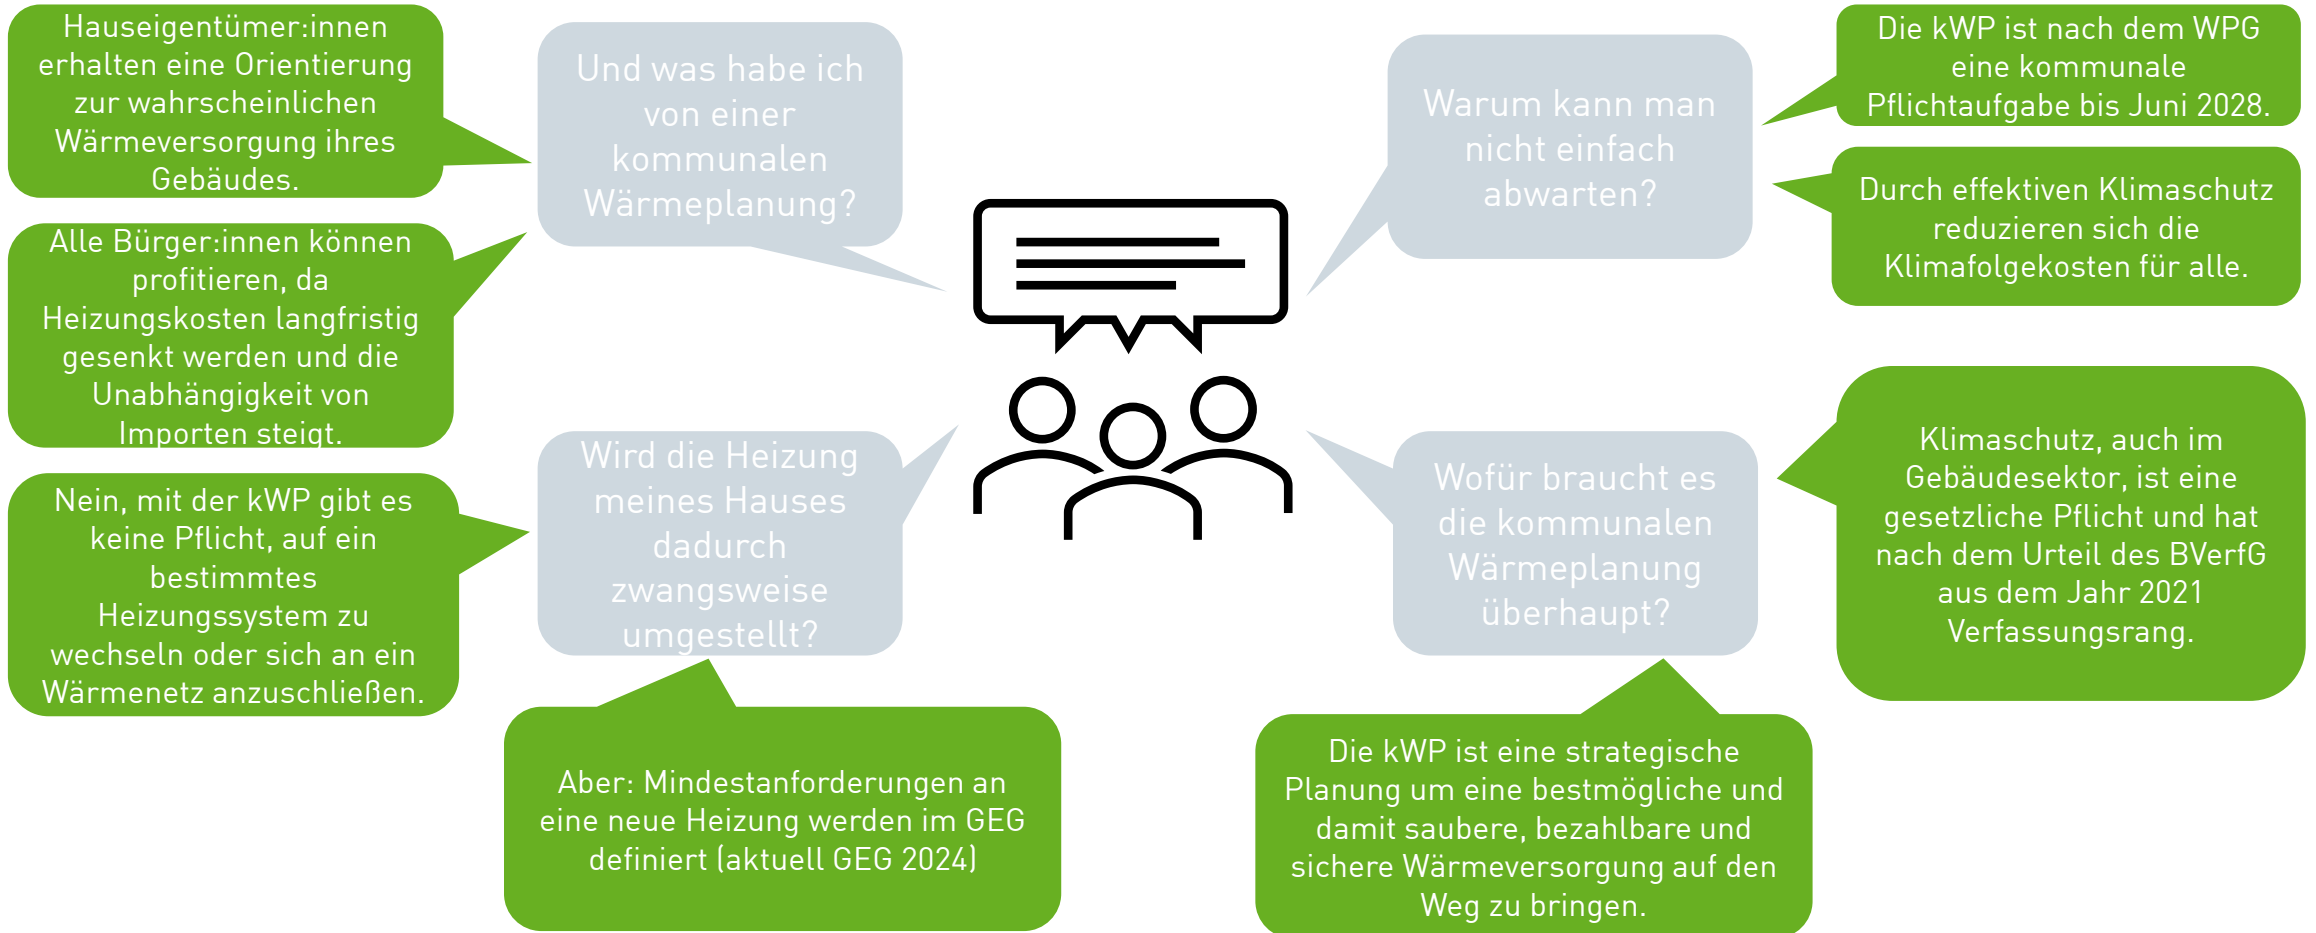 Hauseigentümer:innen
erhalten eine Orientierung
zur wahrscheinlichen
Wärmeversorgung ihres
Gebäudes.
Alle Bürger:innen können
profitieren, da
Heizungskosten langfristig
gesenkt werden und die
Unabhängigkeit von
Importen steigt.
Und was habe ich
von einer
kommunalen
Wärmeplanung?
Warum kann man
nicht einfach
abwarten?
Die kWP ist nach dem WPG
eine kommunale
Pflichtaufgabe bis Juni 2028.
Durch effektiven Klimaschutz
reduzieren sich die
Klimafolgekosten für alle.
Nein, mit der kWP gibt es
keine Pflicht, auf ein
bestimmtes
Heizungssystem zu
wechseln oder sich an ein
Wärmenetz anzuschließen.
Wird die Heizung
meines Hauses
dadurch
zwangsweise
umgestellt?
Aber: Mindestanforderungen an
eine neue Heizung werden im GEG
definiert (aktuell GEG 2024)
Wofür braucht es
die kommunalen
Wärmeplanung
überhaupt?
Klimaschutz, auch im
Gebäudesektor, ist eine
gesetzliche Pflicht und hat
nach dem Urteil des BVerfG
aus dem Jahr 2021
Verfassungsrang.
Die kWP ist eine strategische
Planung um eine bestmögliche und
damit saubere, bezahlbare und
sichere Wärmeversorgung auf den
Weg zu bringen.